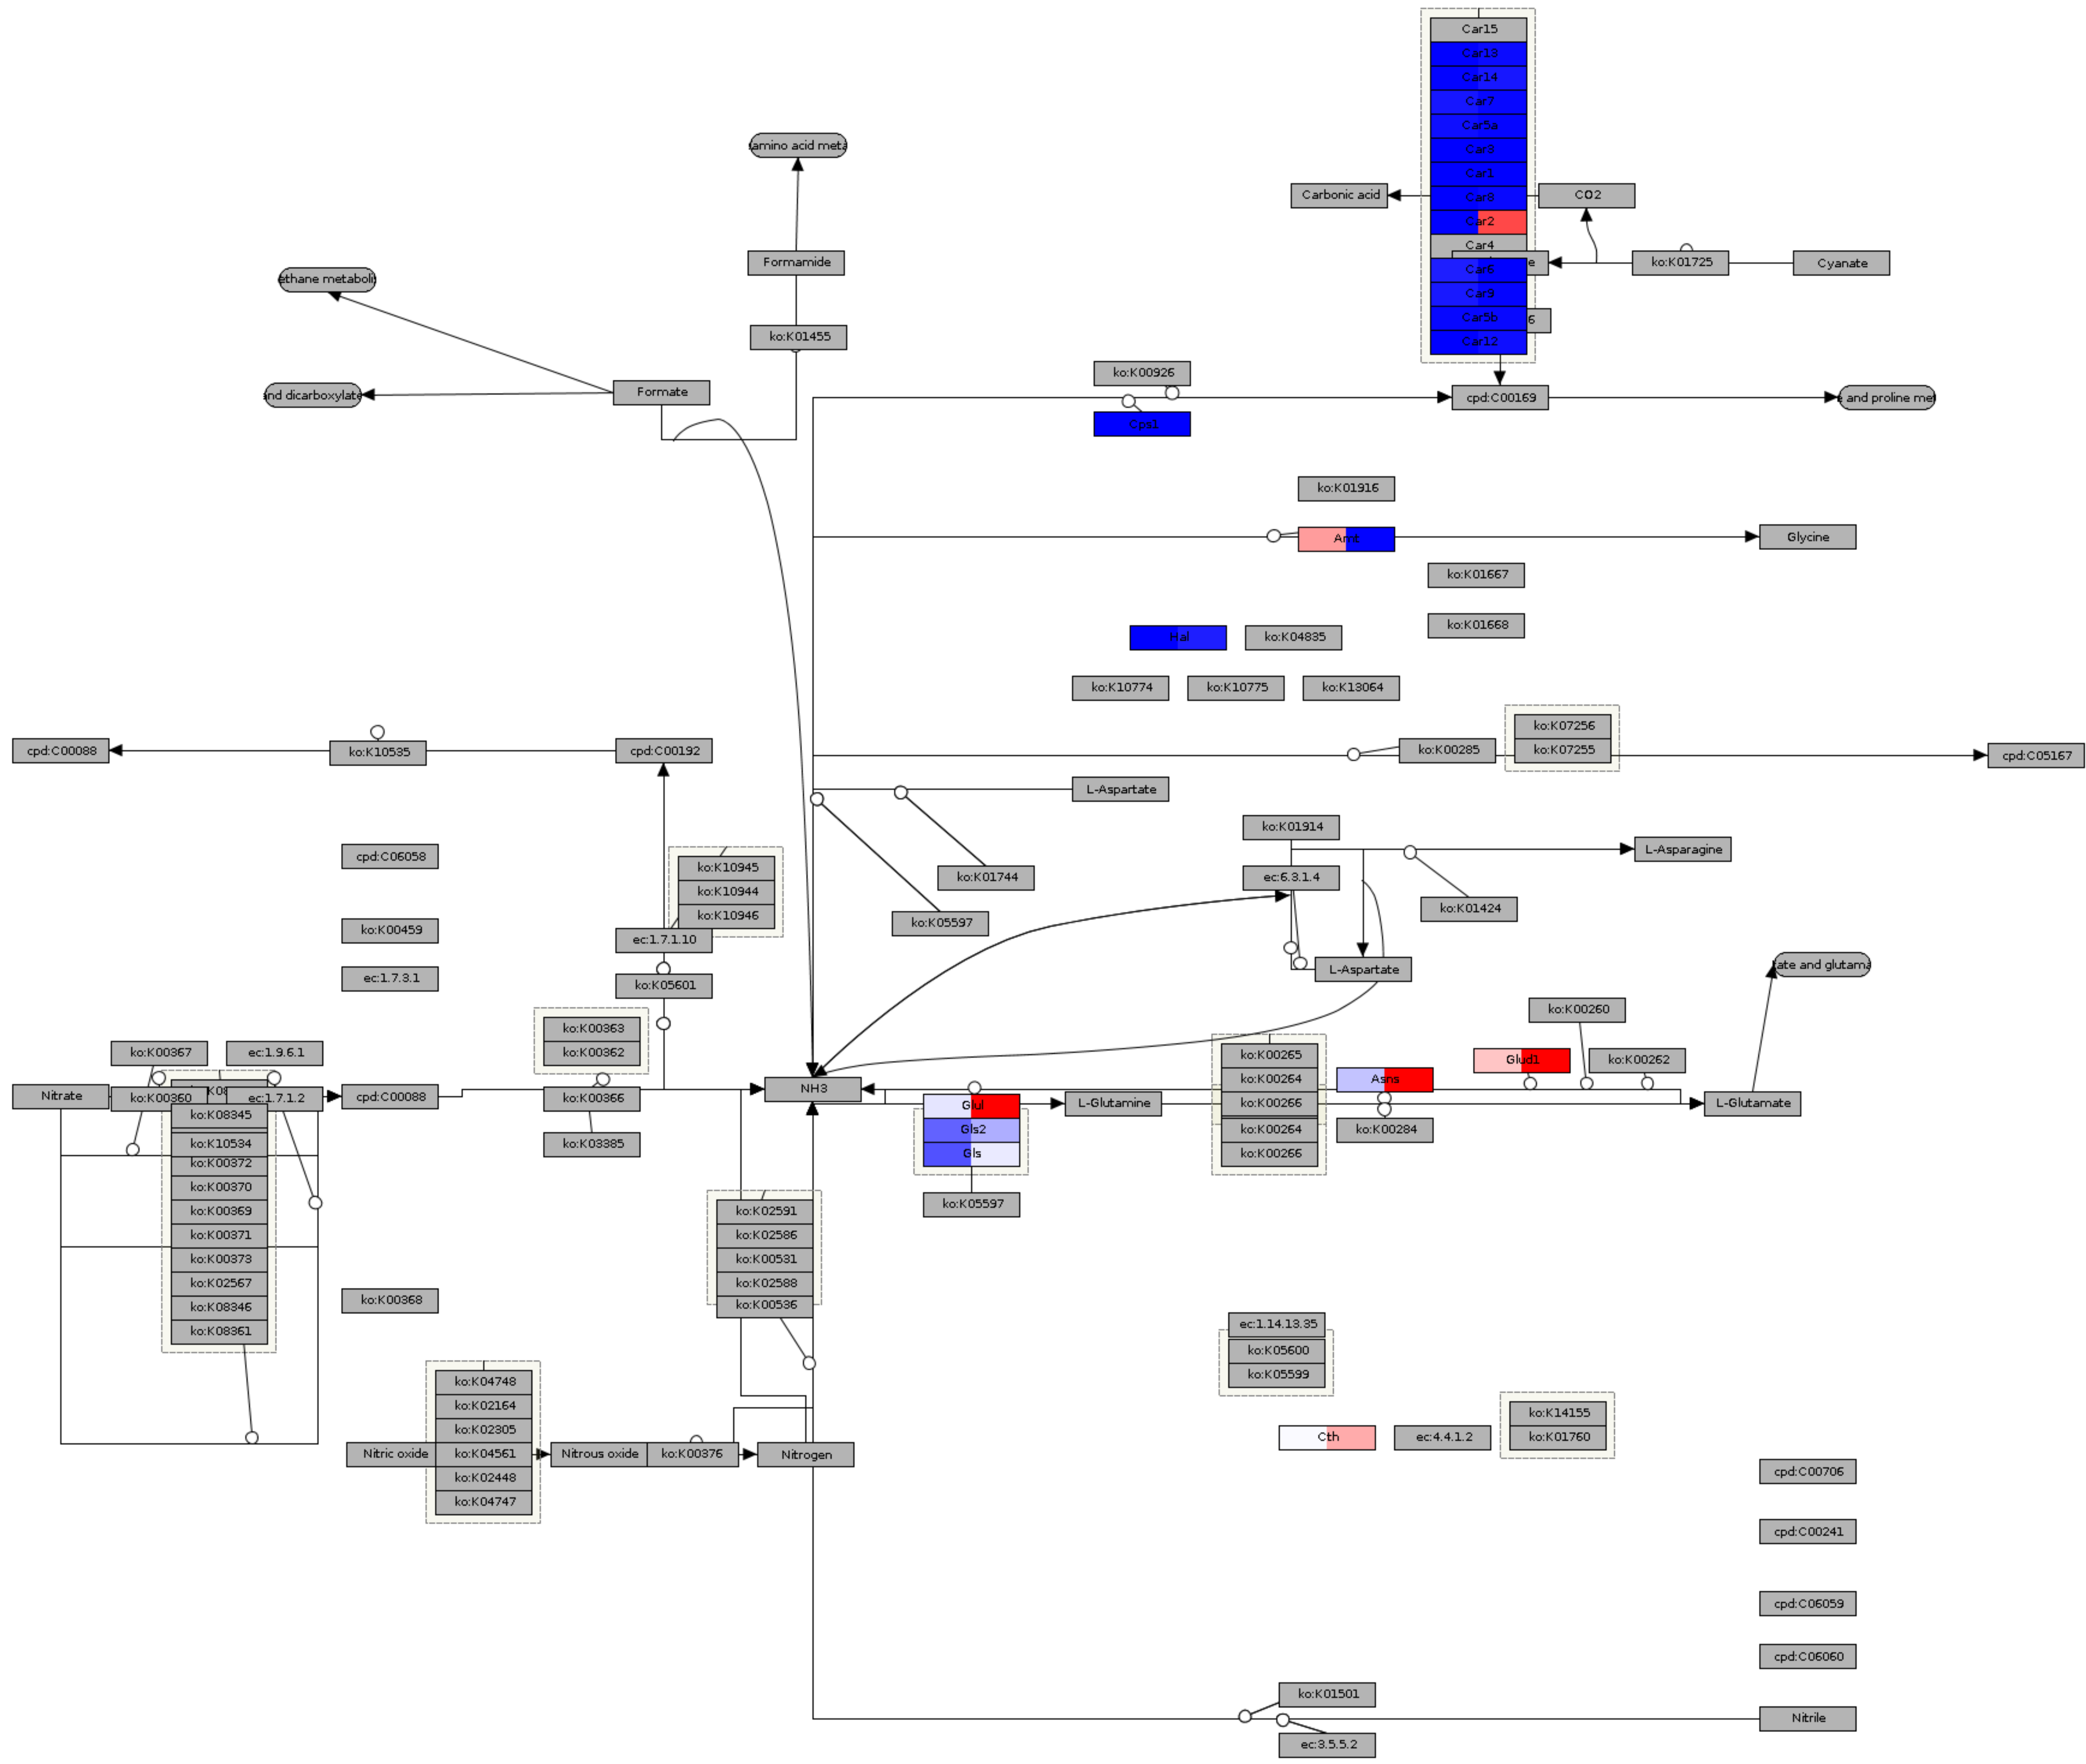 Car15
Car13
Car14
Car7
Car5a
Car3
Car1
Car8
Car2
Car4
Car6
Car9
Car5b
Car12
Carbonic acid
CO2
e
6
ko:K01725
Cyanate
amino acid meta
Formamide
ethane metaboli
ko:K01455
nd dicarboxylate
Formate
ko:K00926
Cps1
cpd:C00169
e and proline met
ko:K01916
Amt
Glycine
ko:K01667
ko:K01668
Hal
ko:K04835
ko:K10774
ko:K10775
ko:K13064
ko:K07256
ko:K07255
ko:K00285
cpd:C05167
cpd:C00088
ko:K10535
cpd:C00192
L-Aspartate
ko:K01914
L-Asparagine
cpd:C06058
ko:K10945
ko:K10944
ko:K10946
ko:K01744
ec:6.3.1.4
ko:K01424
ko:K05597
ko:K00459
ec:1.7.1.10
ec:1.7.3.1
ko:K05601
L-Aspartate
ate and glutama
ko:K00363
ko:K00362
ko:K00260
ko:K00367
ec:1.9.6.1
ko:K00265
ko:K00264
ko:K00266
ko:K00264
ko:K00266
Glud1
ko:K00262
Asns
Nitrate
ko:K00360
ec:1.7.1.2
cpd:C00088
ko:K00366
NH3
Glul
Gls2
Gls
L-Glutamine
L-Glutamate
ko:K08345
ko:K10534
ko:K00372
ko:K00370
ko:K00369
ko:K00371
ko:K00373
ko:K02567
ko:K08346
ko:K08361
ko:K03385
ko:K00284
ko:K05597
ko:K02591
ko:K02586
ko:K00531
ko:K02588
ko:K00536
ko:K00368
ec:1.14.13.35
ko:K05600
ko:K05599
ko:K04748
ko:K02164
ko:K02305
ko:K04561
ko:K02448
ko:K04747
Nitric oxide
Nitrous oxide
ko:K00376
Nitrogen
Cth
ec:4.4.1.2
ko:K14155
ko:K01760
cpd:C00706
cpd:C00241
cpd:C06059
cpd:C06060
ko:K01501
Nitrile
ec:3.5.5.2